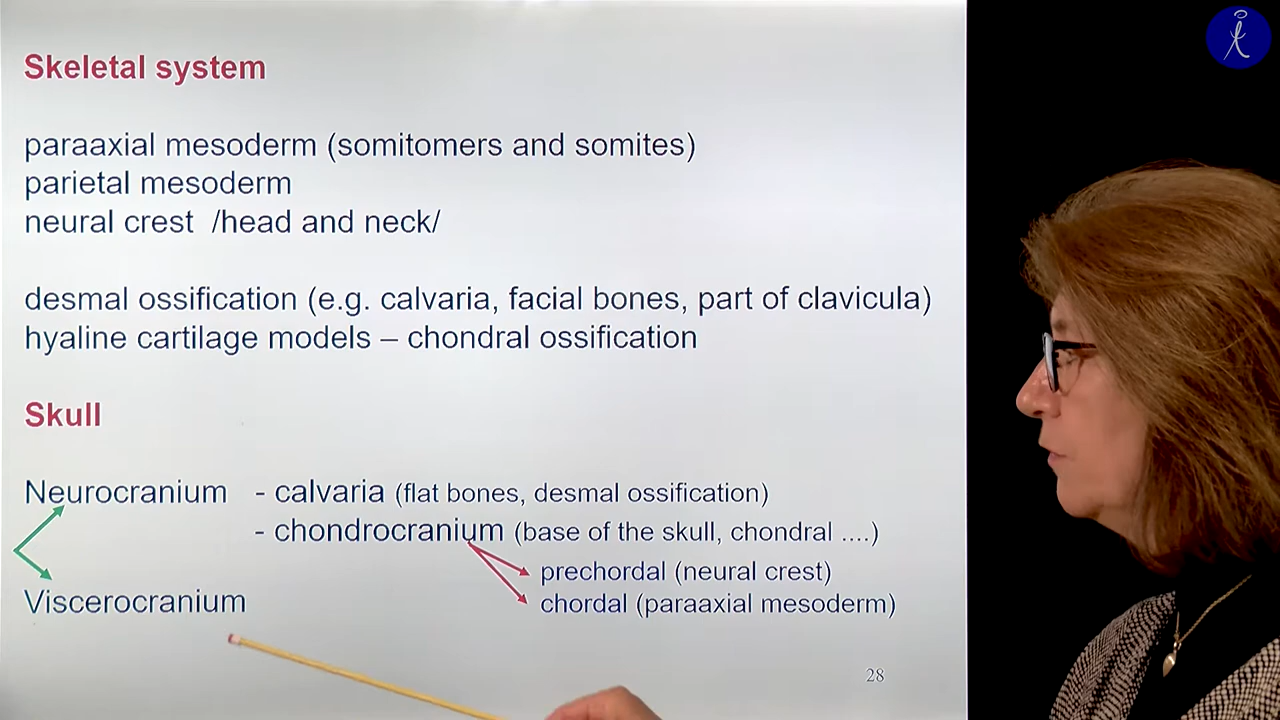 Skeletal system
paraaxial mesoderm (somitomers and somites)
parietal mesoderm
neural crest /head and neck/
desmal ossification (e.g. calvaria, facial bones, part of clavicula)
hyaline cartilage models – chondral ossification
Skull
Neurocranium - calvaria (flat bones, desmal ossification)
- chondrocranium (base of the skull, chondral ....)
prechordal (neural crest)
chordal (paraaxial mesoderm)
Viscerocranium
28